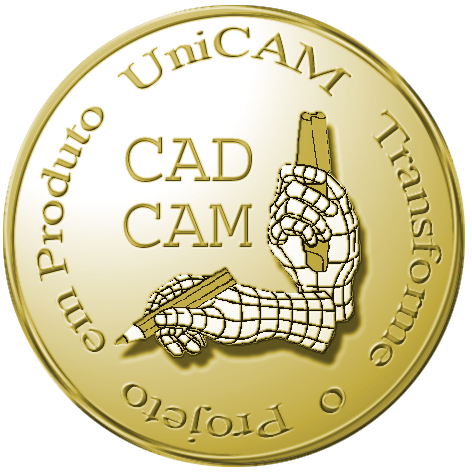 UniCAM
Transforme o Projeto em Produto
CAD
CAM